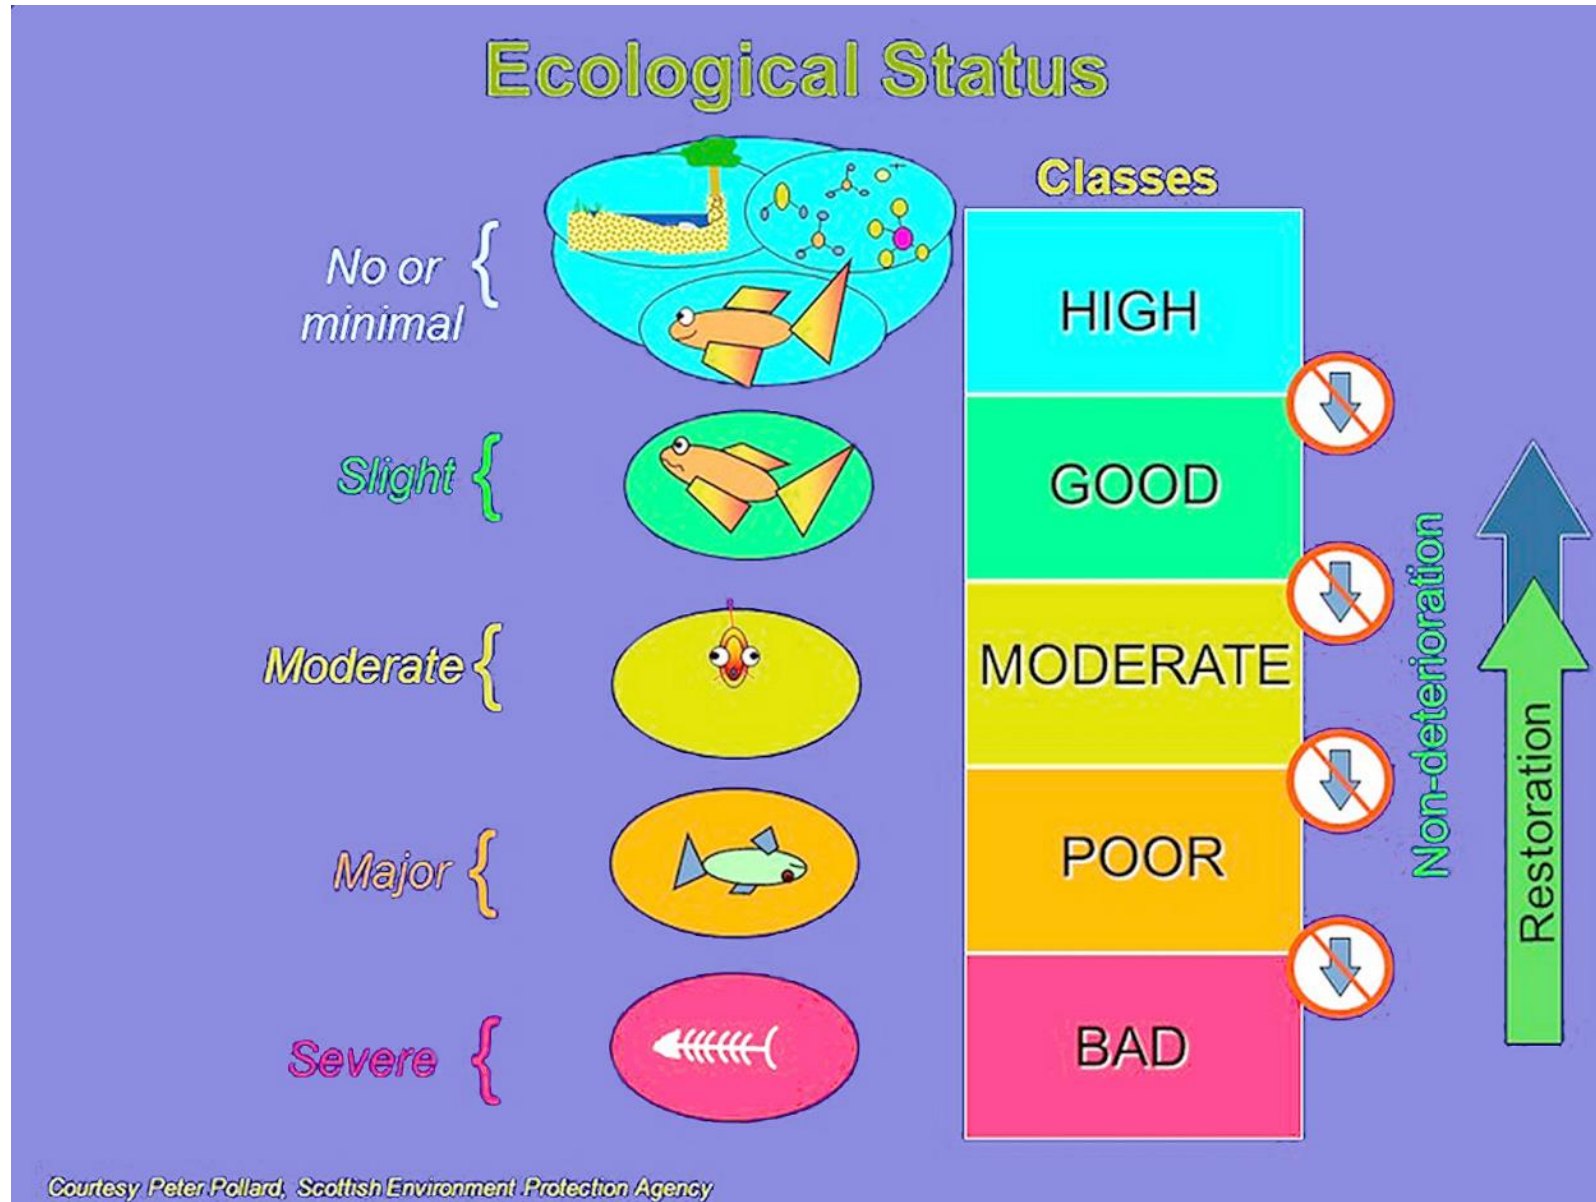 Ecological Status
Classes
No or
minimal
HIGH
Slight
GOOD
Moderate
MODERATE
Major
POOR
Severe
BAD
Non-deterioration
Restoration
Courtesy Peter Pollard, Scottish Environment Protection Agency